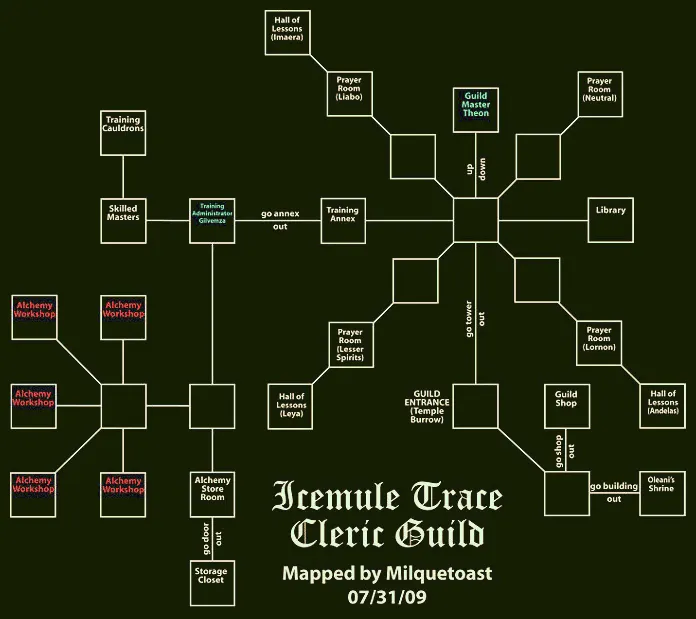 Hall of
Lessons
(Imaera)
Prayer
Room
(Liabo)
Guild
Master
Theon
Prayer
Room
(Neutral)
Training
Cauldrons
up
down
Skilled
Masters
Training
Administrator
Gilvemza
go annex
out
Training
Annex
Library
Alchemy
Workshop
Alchemy
Workshop
go tower
out
Prayer
Room
(Lesser
Spirits)
Prayer
Room
(Lornon)
Alchemy
Workshop
Hall of
Lessons
(Leya)
GUILD
ENTRANCE
(Temple
Burrow)
Guild
Shop
Hall of
Lessons
(Andelas)
go shop
out
Alchemy
Workshop
Alchemy
Workshop
Alchemy
Store
Room
go building
out
Oleani's
Shrine
go door
out
Storage
Closet
Icemule Trace
Cleric Guild
Mapped by Milquetoast
07/31/09